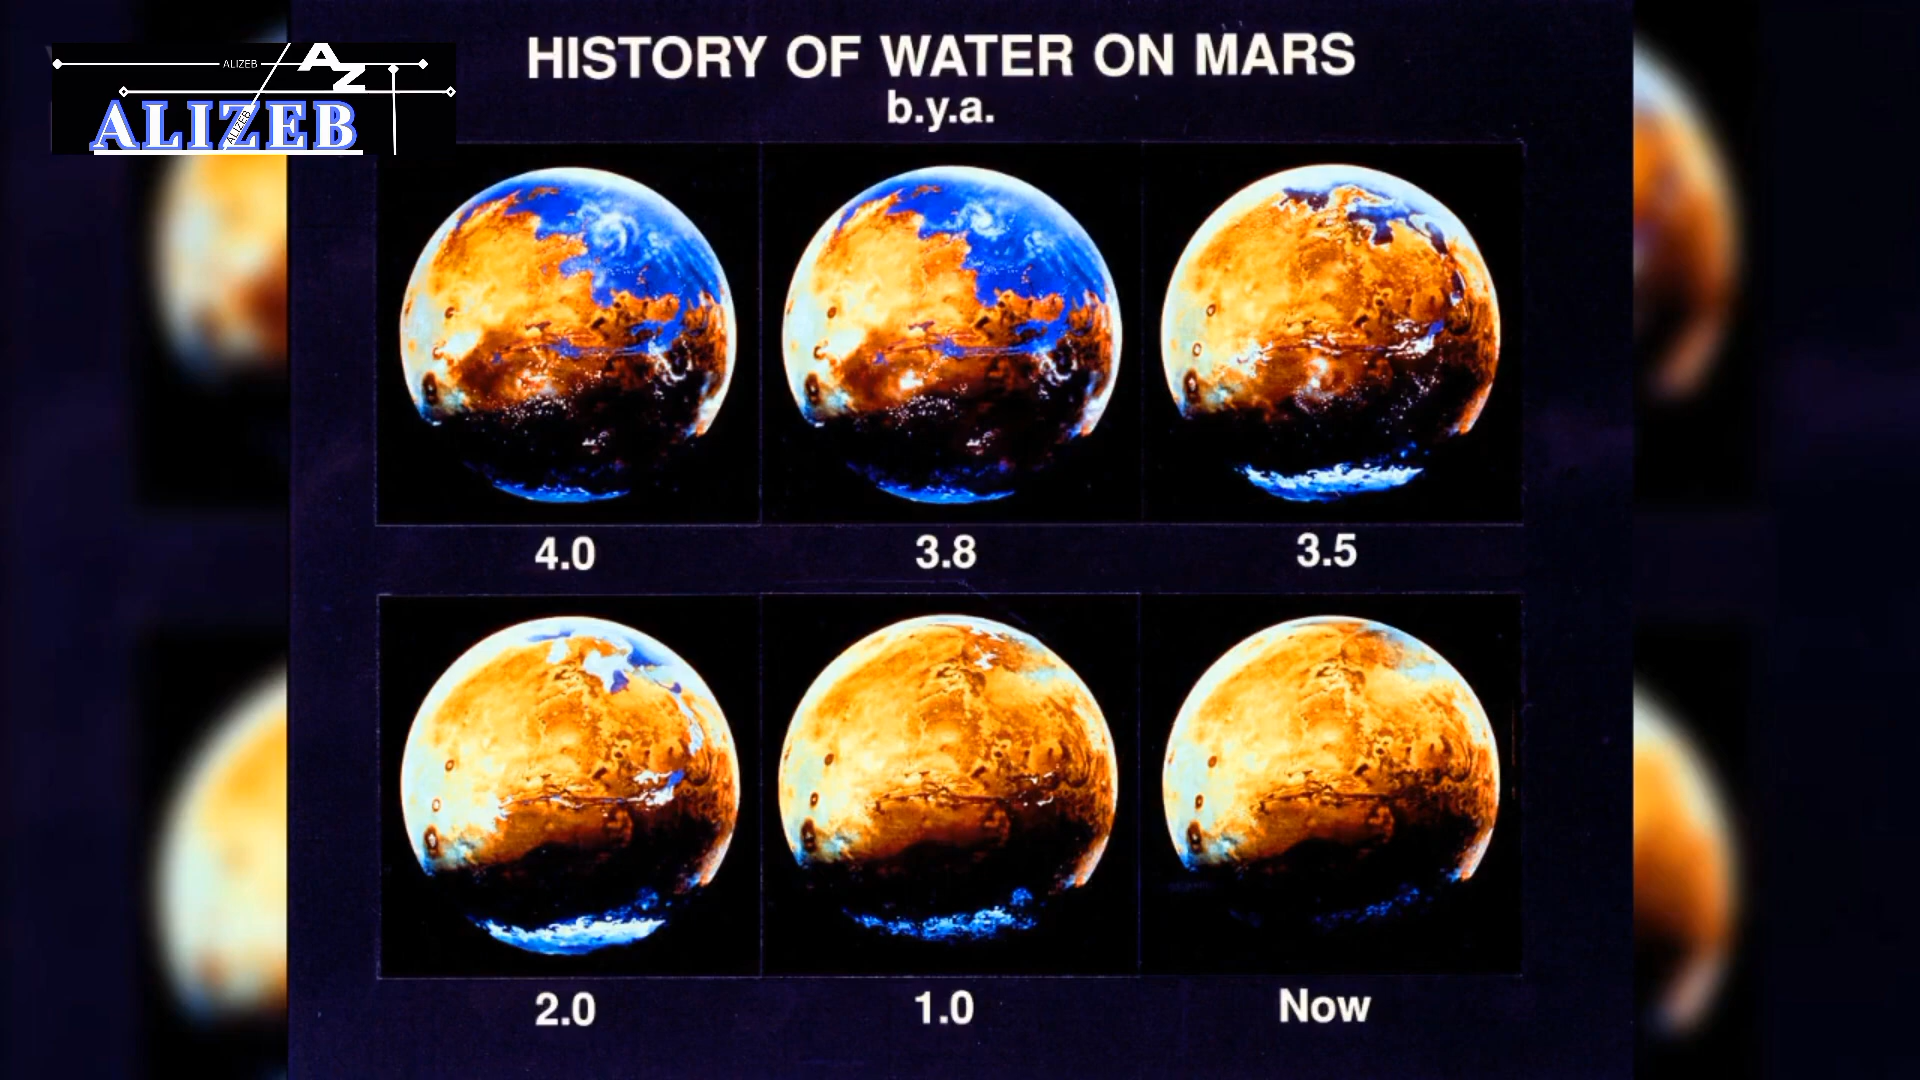 HISTORY OF WATER ON MARS
b.y.a.
ALIZEB
AZ
ALIZEB
ALIZEB
4.0 3.8 3.5
2.0 1.0 Now